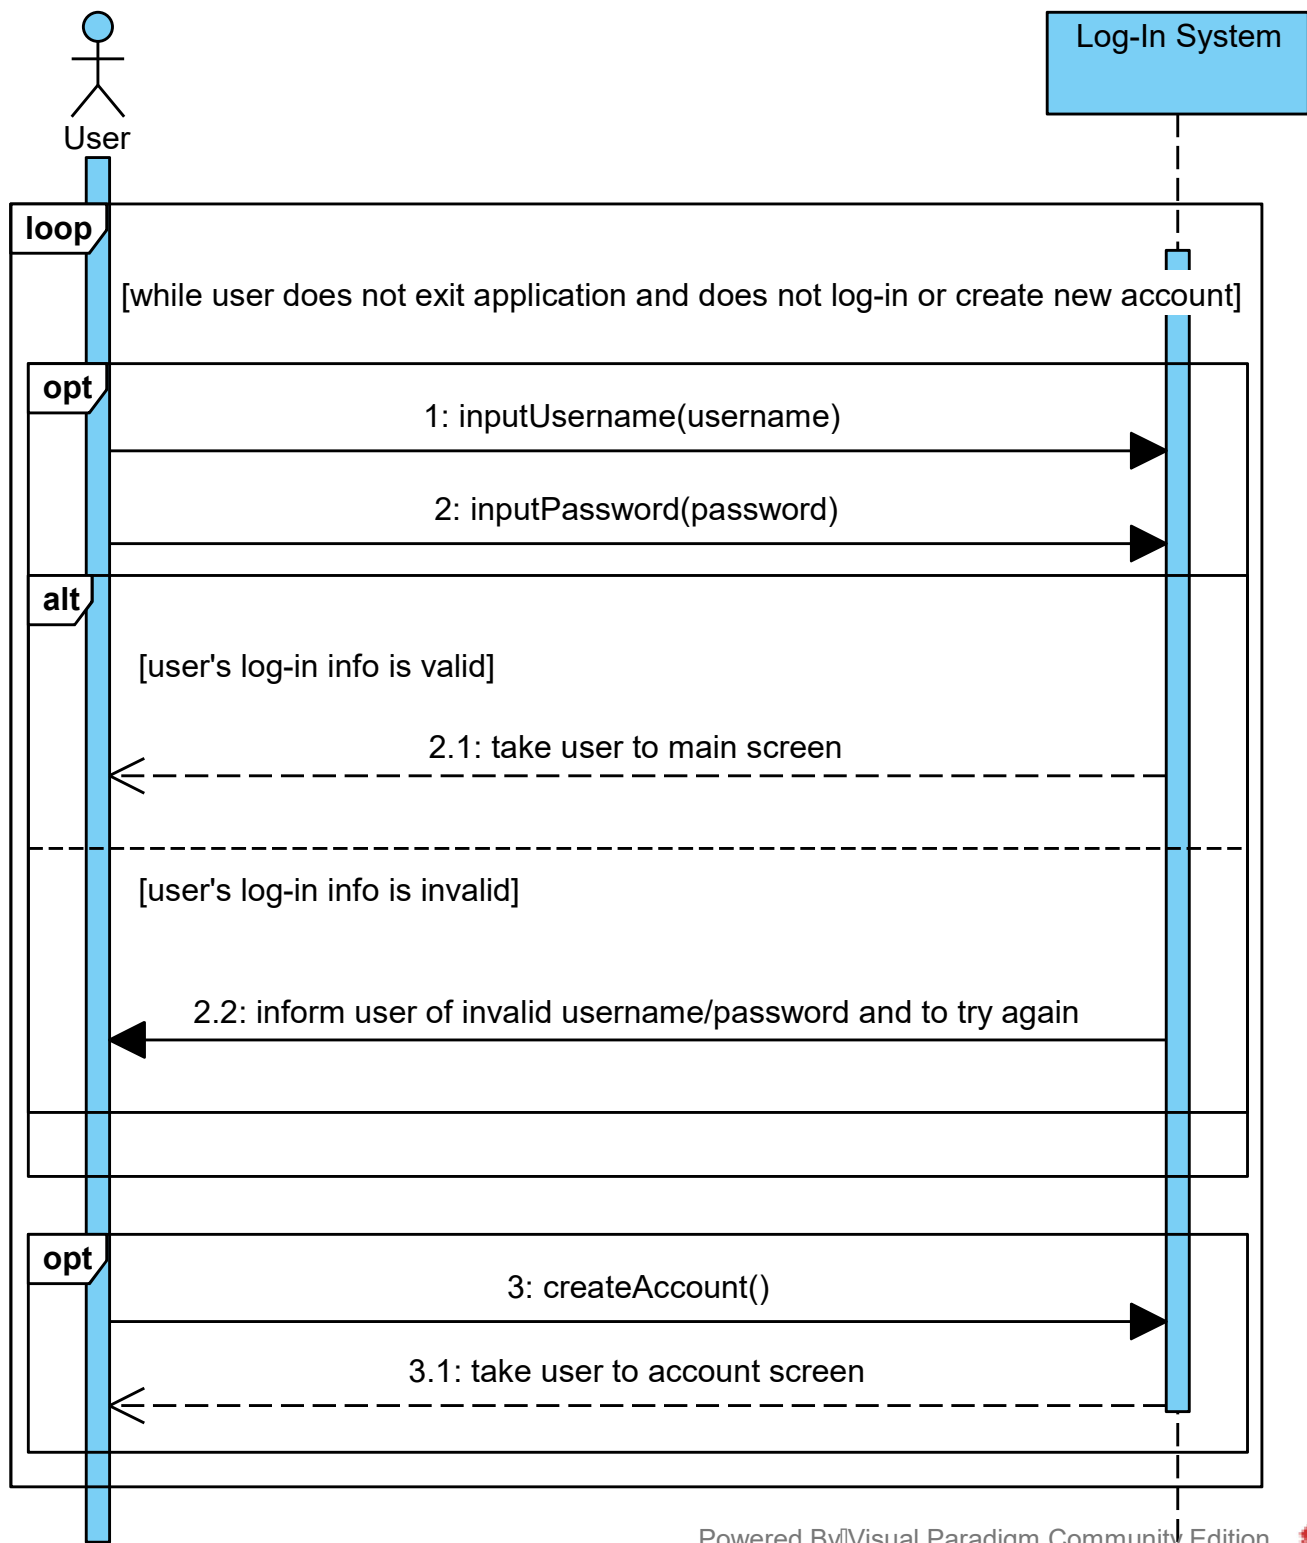 Log-In System
User
loop
[while user does not exit application and does not log-in or create new account]
opt
1: inputUsername(username)
2: inputPassword(password)
alt
[user's log-in info is valid]
2.1: take user to main screen
[user's log-in info is invalid]
2.2: inform user of invalid username/password and to try again
opt
3: createAccount()
3.1: take user to account screen
Powered By Visual Paradigm Community Edition